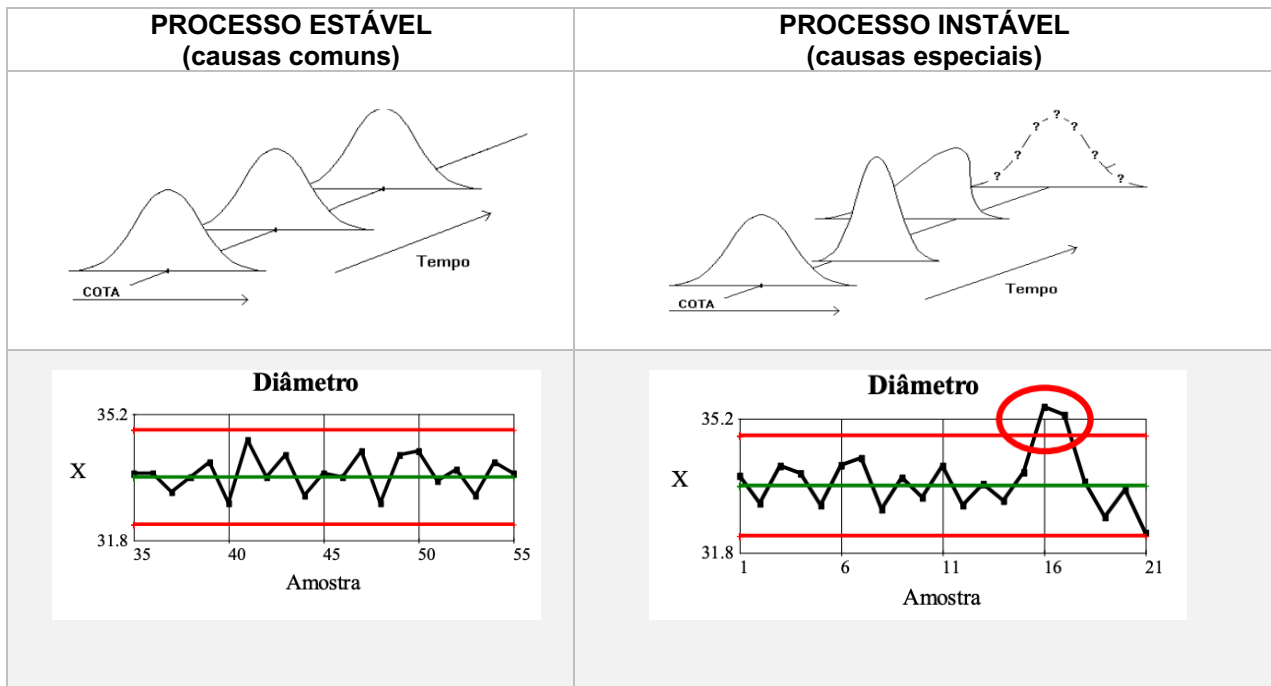 PROCESSO ESTÁVEL
(causas comuns)
PROCESSO INSTÁVEL
(causas especiais)
COTA
Tempo
? ? ? ? ? ? ?
COTA
Tempo
Diâmetro
35.2
X
31.8
35 40 45 50 55
Amostra
Diâmetro
35.2
X
31.8
1 6 11 16 21
Amostra